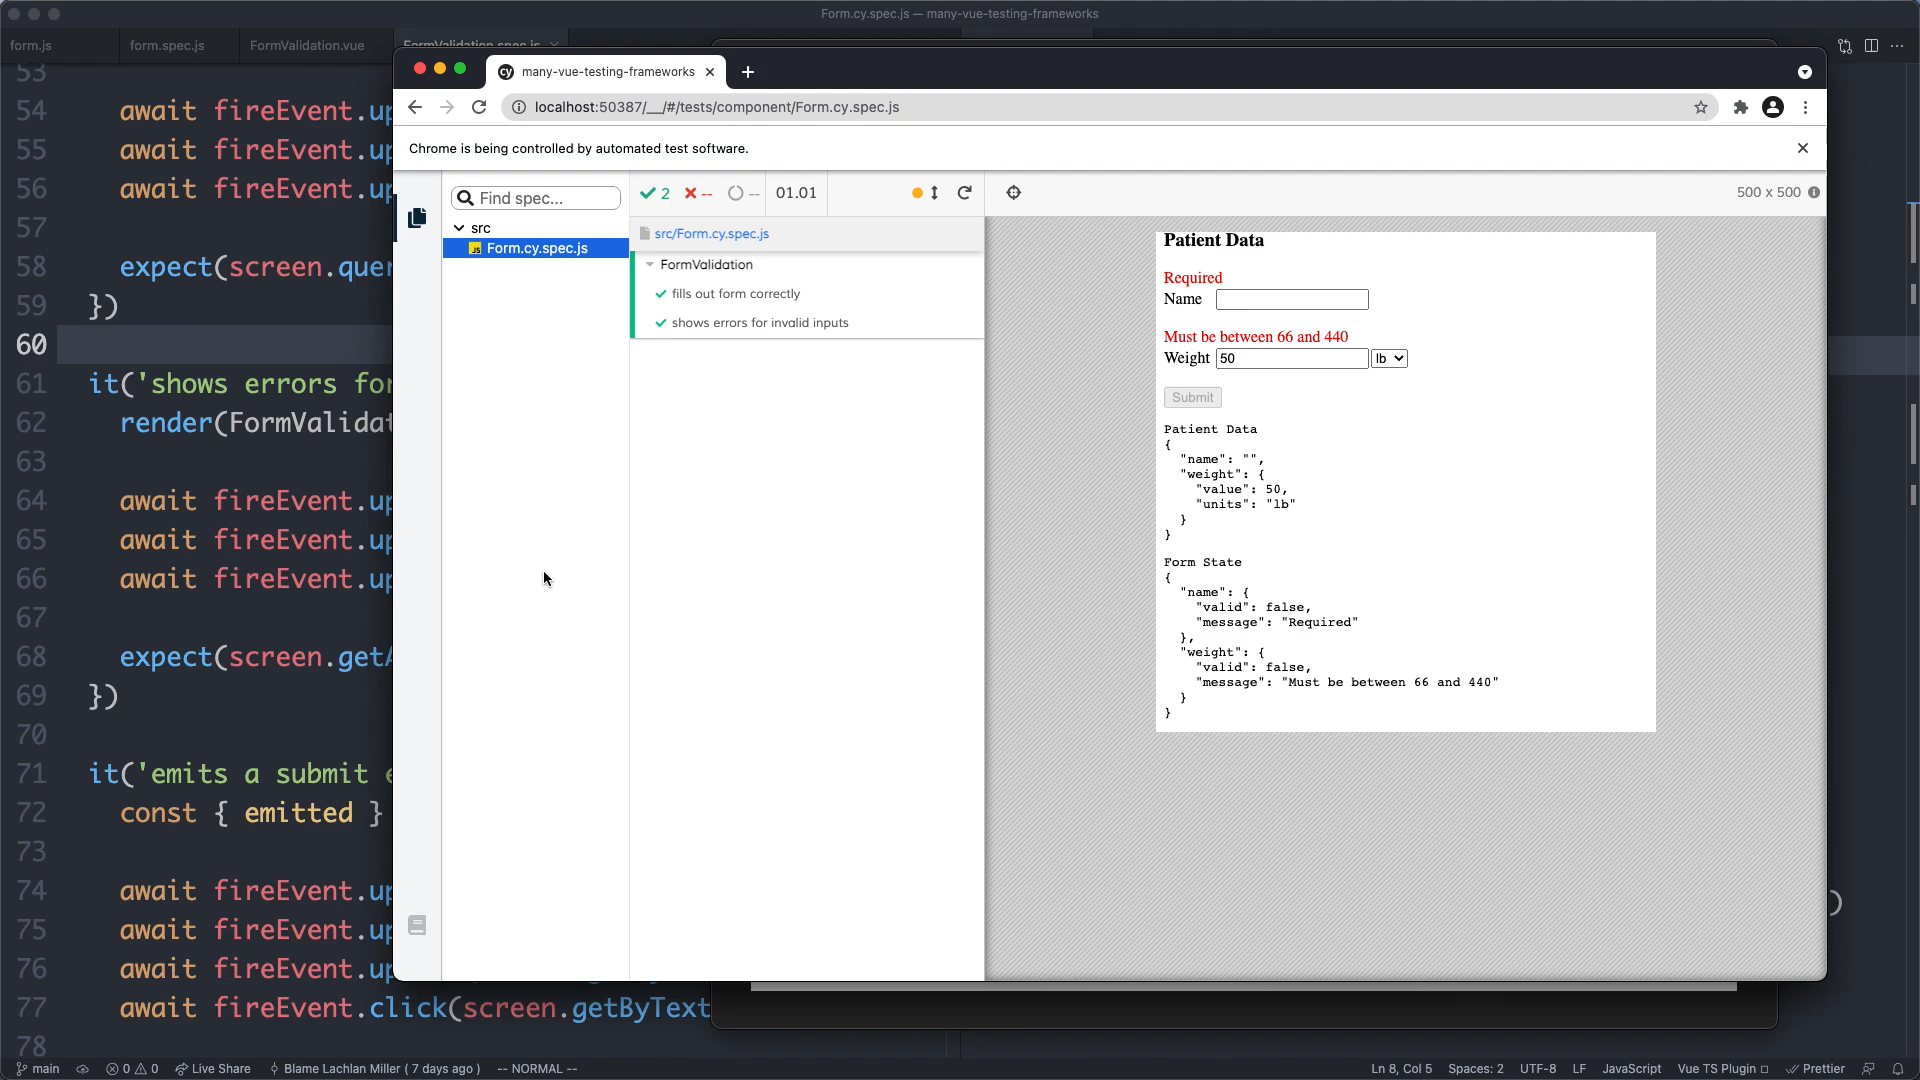 Form.cy.spec.js — many-vue-testing-frameworks
form.js
form.spec.js
FormValidation.vue
FormValidation.spec.js
53
54 await fireEvent.up
55 await fireEvent.up
56 await fireEvent.up
57
58 expect(screen.quer
59 })
60
61 it('shows errors for
62 render(FormValidat
63
64 await fireEvent.up
65 await fireEvent.up
66 await fireEvent.up
67
68 expect(screen.getA
69 })
70
71 it('emits a submit e
72 const { emitted }
73
74 await fireEvent.up
75 await fireEvent.up
76 await fireEvent.up
77 await fireEvent.click(screen.getByText
78
)
cy many-vue-testing-frameworks
localhost:50387/__/#/tests/component/Form.cy.spec.js
Chrome is being controlled by automated test software.
Find spec...
src
JS Form.cy.spec.js
2 -- -- 01.01
src/Form.cy.spec.js
FormValidation
fills out form correctly
shows errors for invalid inputs
500 x 500
Patient Data
Required
Name
Must be between 66 and 440
Weight 50 lb
Submit
Patient Data
{
"name": "",
"weight": {
"value": 50,
"units": "lb"
}
}
Form State
{
"name": {
"valid": false,
"message": "Required"
},
"weight": {
"valid": false,
"message": "Must be between 66 and 440"
}
}
main 0 0 Live Share Blame Lachlan Miller ( 7 days ago ) -- NORMAL --
Ln 8, Col 5 Spaces: 2 UTF-8 LF JavaScript Vue TS Plugin Prettier